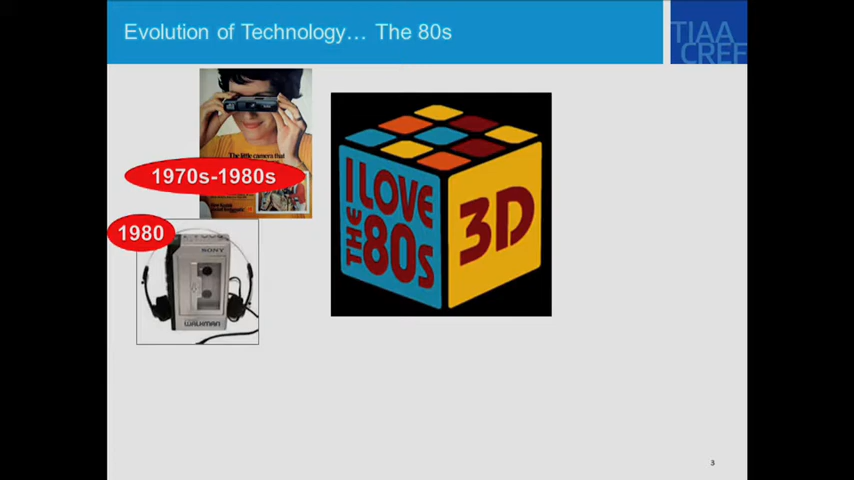 Evolution of Technology… The 80s
TIAA
CREF
The little camera that
1970s-1980s
1980
SONY
WALKMAN
I LOVE
THE
80s
3D
3